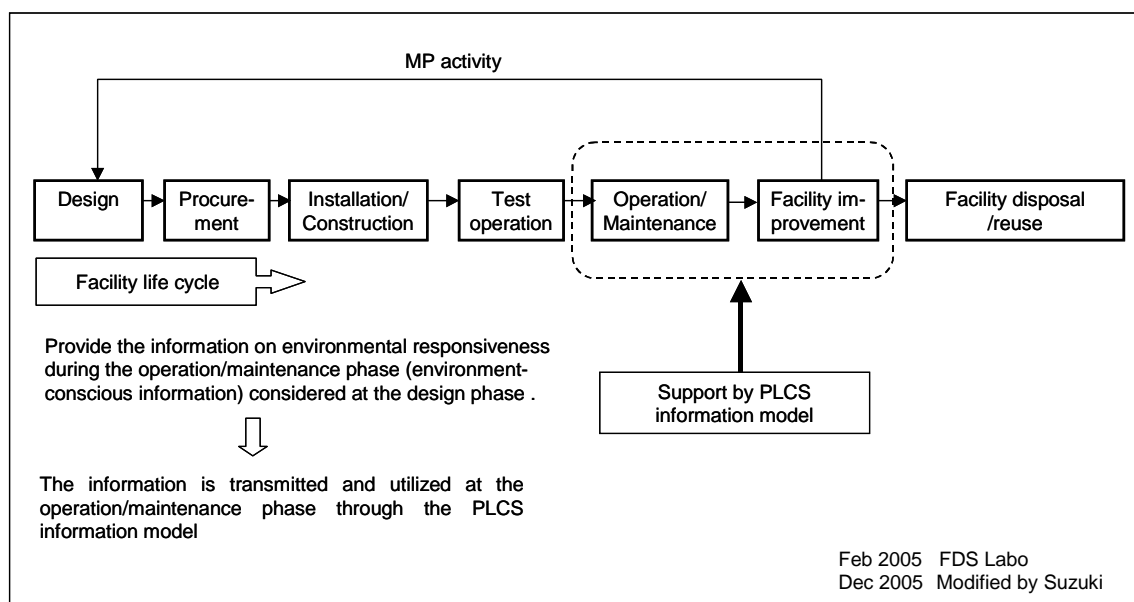 MP activity
Design
Procure-
ment
Installation/
Construction
Test
operation
Operation/
Maintenance
Facility im-
provement
Facility disposal
/reuse
Facility life cycle
Provide the information on environmental responsiveness
during the operation/maintenance phase (environment-
conscious information) considered at the design phase .
Support by PLCS
information model
The information is transmitted and utilized at the
operation/maintenance phase through the PLCS
information model
Feb 2005 FDS Labo
Dec 2005 Modified by Suzuki